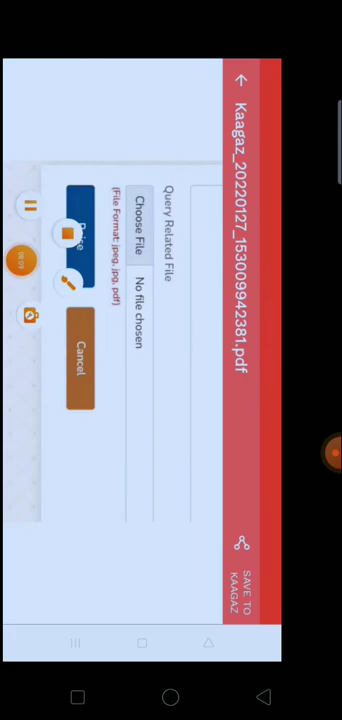 Kaagaz_20220127_153009942381.pdf
SAVE TO
KAAGAZ
Query Related File
Choose File No file chosen
(File Format: jpeg, jpg, pdf)
Cancel